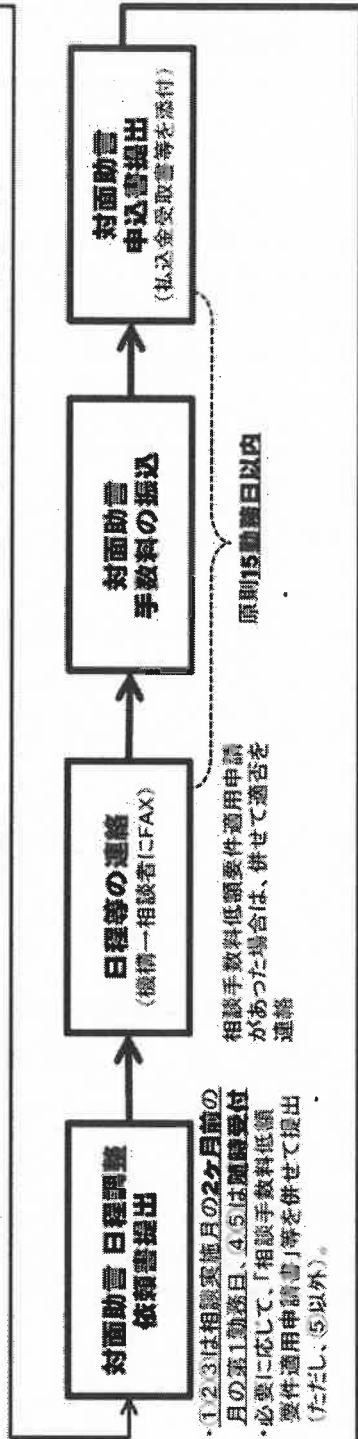 対面助言 日程調整
依頼書提出
・①②③は相談実施月の2ヶ月前の
月の第1勤務日、④⑤は随時受付
・必要に応じて、「相談手数料低額
要件適用申請書」等を併せて提出
(ただし、⑤以外)。
日程等の連絡
(機構→相談者にFAX)
相談手数料低額要件適用申請
があった場合は、併せて適否を
連絡
対面助言
手数料の振込
原則15勤務日以内
対面助言
申込書提出
(払込金受取書等を添付)